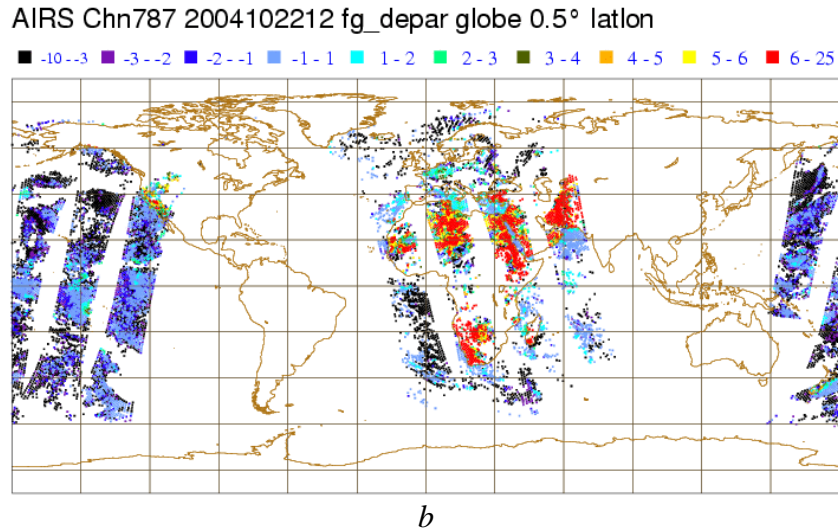 AIRS Chn787 2004102212 fg_depar globe 0.5° latlon
-10 - -3 -3 - -2 -2 - -1 -1 - 1 1 - 2 2 - 3 3 - 4 4 - 5 5 - 6 6 - 25
b